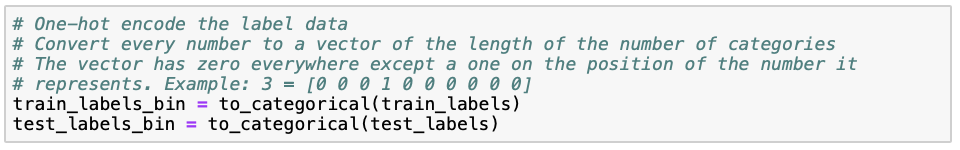 # One-hot encode the label data
# Convert every number to a vector of the length of the number of categories
# The vector has zero everywhere except a one on the position of the number it
# represents. Example: 3 = [0 0 0 1 0 0 0 0 0 0]
train_labels_bin = to_categorical(train_labels)
test_labels_bin = to_categorical(test_labels)